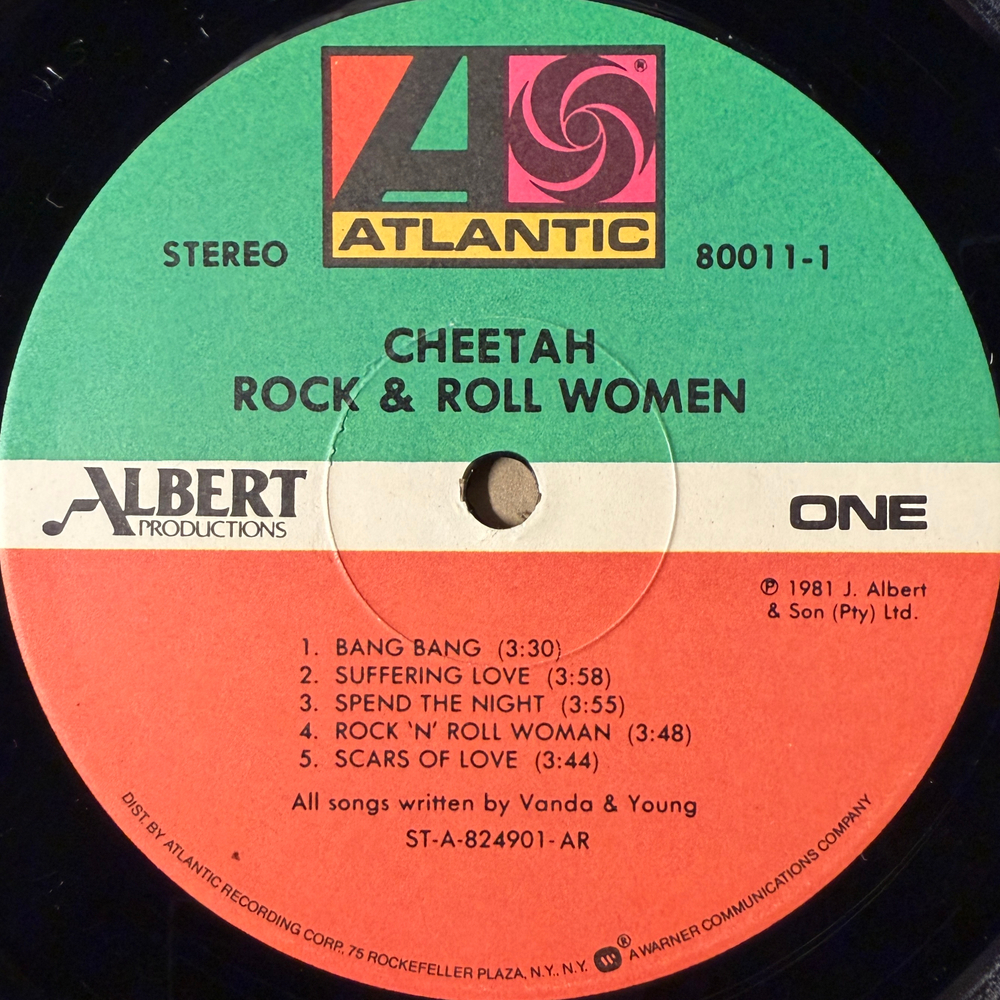 ®
ATLANTIC
STEREO
80011-1
CHEETAH
ROCK & ROLL WOMEN
ALBERT
PRODUCTIONS
ONE
℗ 1981 J. Albert
& Son (Pty) Ltd.
1. BANG BANG (3:30)
2. SUFFERING LOVE (3:58)
3. SPEND THE NIGHT (3:55)
4. ROCK 'N' ROLL WOMAN (3:48)
5. SCARS OF LOVE (3:44)
All songs written by Vanda & Young
ST-A-824901-AR
DIST. BY ATLANTIC RECORDING CORP., 75 ROCKEFELLER PLAZA, N.Y., N.Y. ® A WARNER COMMUNICATIONS COMPANY